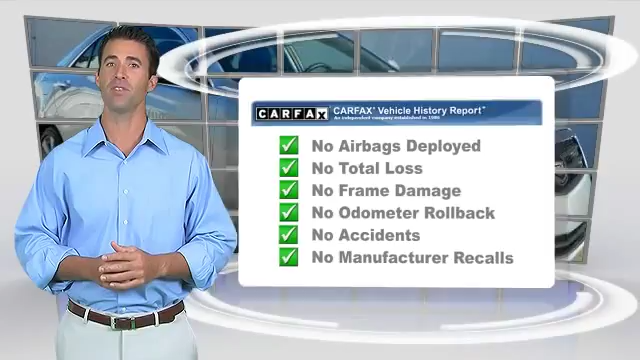 CARFAX CARFAX® Vehicle History Report™
An independent company established in 1986
No Airbags Deployed
No Total Loss
No Frame Damage
No Odometer Rollback
No Accidents
No Manufacturer Recalls